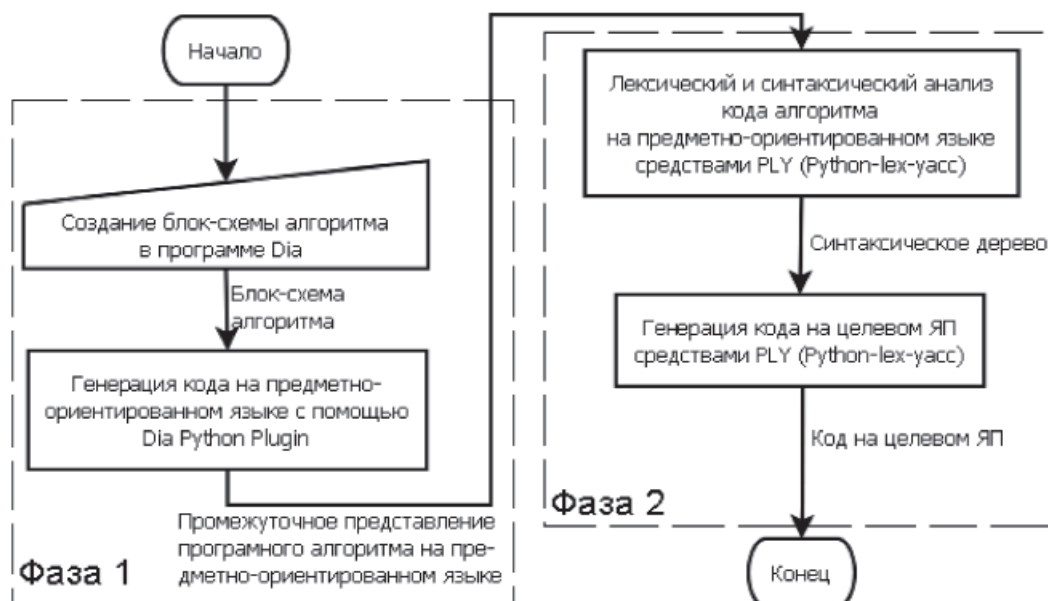 Начало
Создание блок-схемы алгоритма
в программе Dia
Блок-схема
алгоритма
Генерация кода на предметно-
ориентированном языке с помощью
Dia Python Plugin
Промежуточное представление
програмного алгоритма на пре-
дметно-ориентированном языке
Фаза 1
Лексический и синтаксический анализ
кода алгоритма
на предметно-ориентированном языке
средствами PLY (Python-lex-yacc)
Синтаксическое дерево
Генерация кода на целевом ЯП
средствами PLY (Python-lex-yacc)
Код на целевом ЯП
Фаза 2
Конец